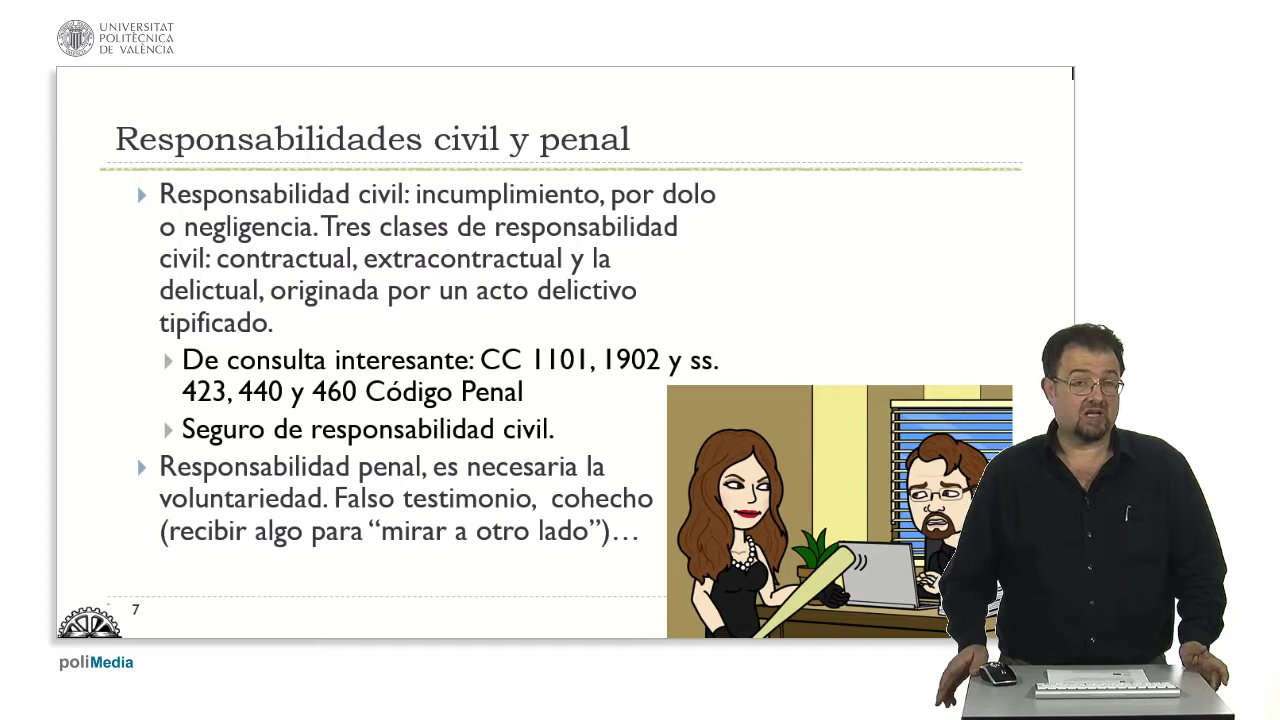 UNIVERSITAT
POLITÈCNICA
DE VALÈNCIA
Responsabilidades civil y penal
Responsabilidad civil: incumplimiento, por dolo
o negligencia. Tres clases de responsabilidad
civil: contractual, extracontractual y la
delictual, originada por un acto delictivo
tipificado.
De consulta interesante: CC 1101, 1902 y ss.
423, 440 y 460 Código Penal
Seguro de responsabilidad civil.
Responsabilidad penal, es necesaria la
voluntariedad. Falso testimonio, cohecho
(recibir algo para “mirar a otro lado”)…
7
poliMedia